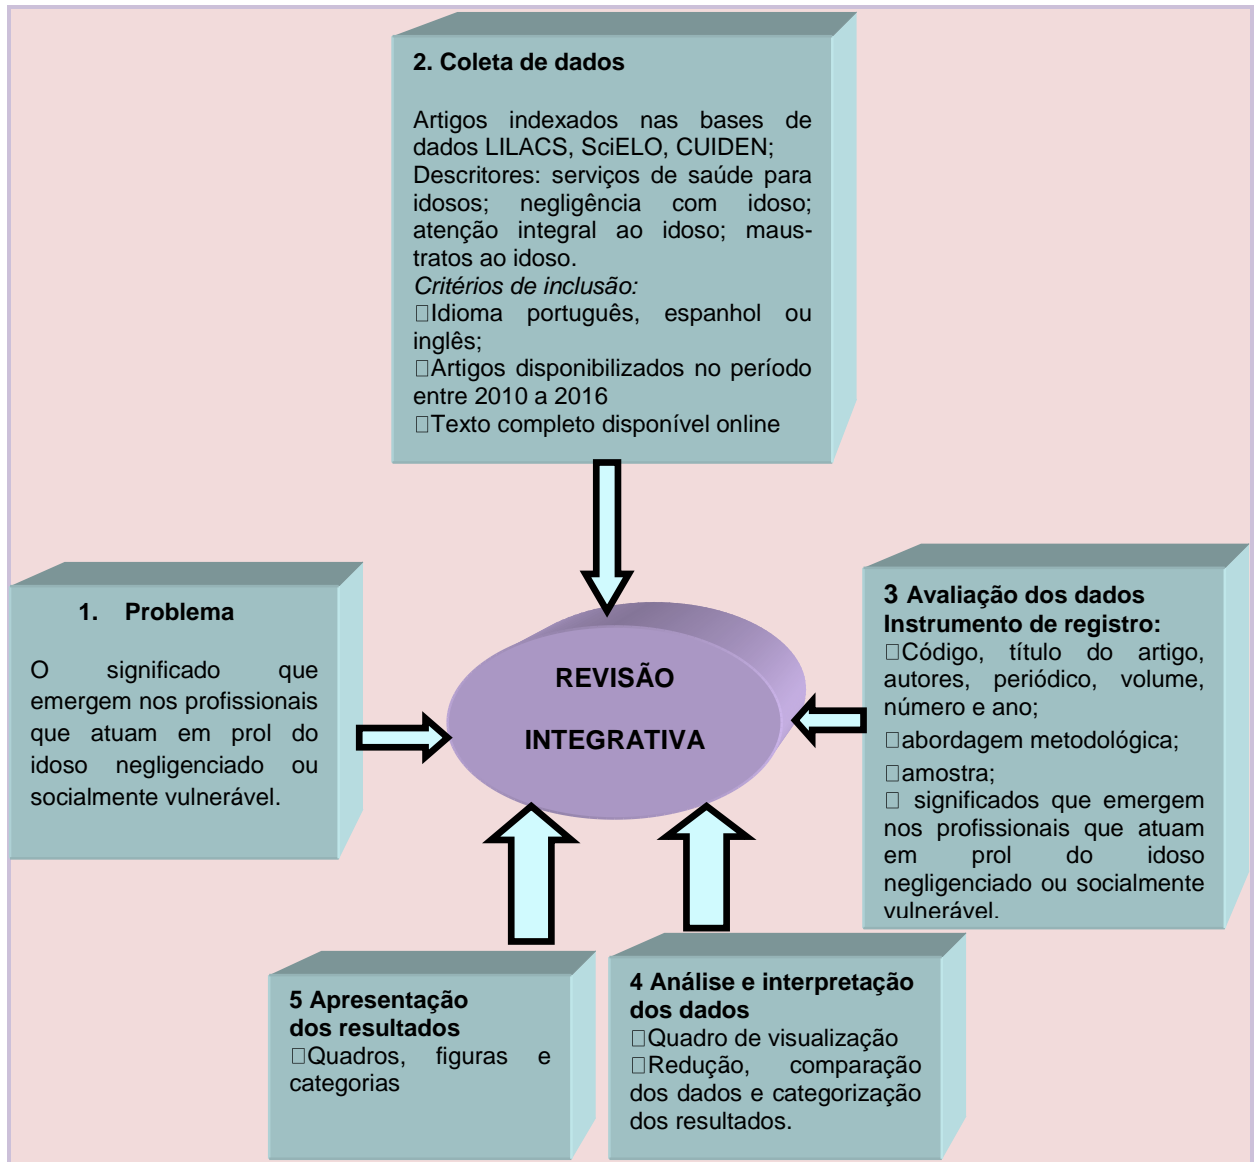 2. Coleta de dados
Artigos indexados nas bases de
dados LILACS, SciELO, CUIDEN;
Descritores: serviços de saúde para
idosos; negligência com idoso;
atenção integral ao idoso; maus-
tratos ao idoso.
Critérios de inclusão:
Idioma português, espanhol ou
inglês;
Artigos disponibilizados no período
entre 2010 a 2016
Texto completo disponível online
1. Problema
O significado que
emergem nos profissionais
que atuam em prol do
idoso negligenciado ou
socialmente vulnerável.
REVISÃO
INTEGRATIVA
3 Avaliação dos dados
Instrumento de registro:
Código, título do artigo,
autores, periódico, volume,
número e ano;
abordagem metodológica;
amostra;
significados que emergem
nos profissionais que atuam
em prol do idoso
negligenciado ou socialmente
vulnerável.
5 Apresentação
dos resultados
Quadros, figuras e
categorias
4 Análise e interpretação
dos dados
Quadro de visualização
Redução, comparação
dos dados e categorização
dos resultados.